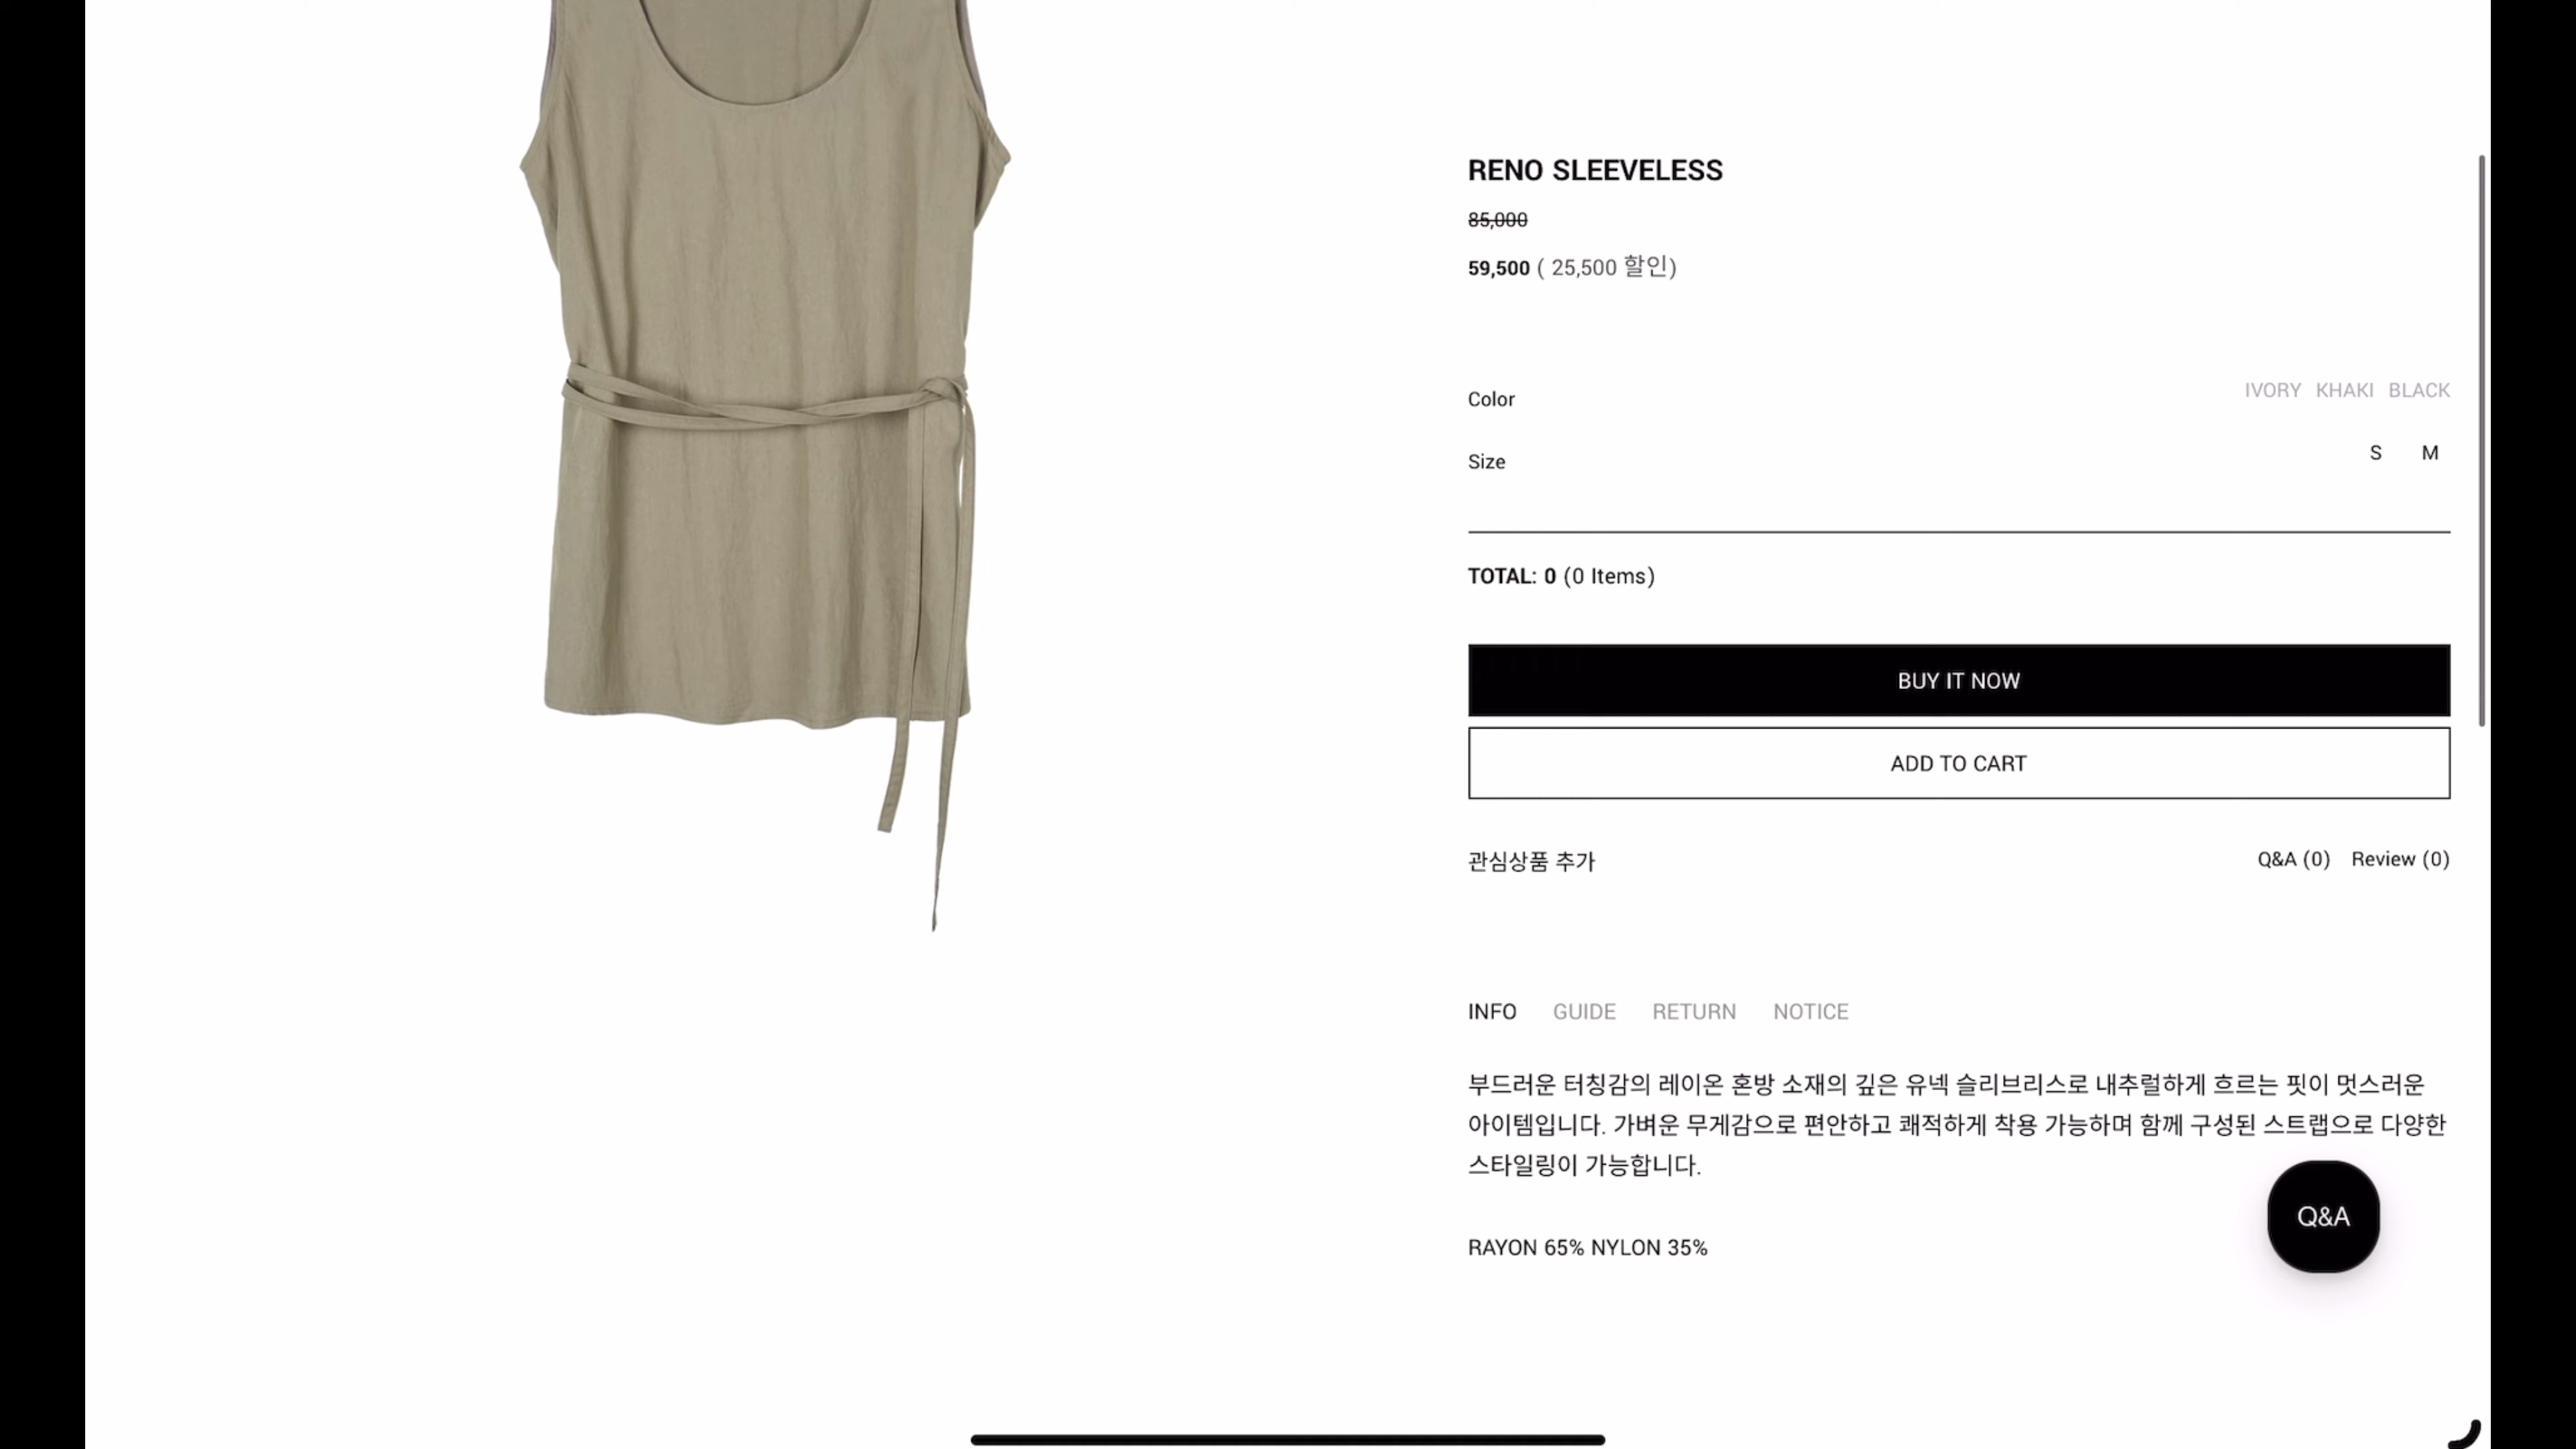 RENO SLEEVELESS
85,000
59,500 ( 25,500 할인)
Color
IVORY KHAKI BLACK
Size
S M
TOTAL: 0 (0 Items)
BUY IT NOW
ADD TO CART
관심상품 추가
Q&A (0) Review (0)
INFO GUIDE RETURN NOTICE
부드러운 터칭감의 레이온 혼방 소재의 깊은 유넥 슬리브리스로 내추럴하게 흐르는 핏이 멋스러운
아이템입니다. 가벼운 무게감으로 편안하고 쾌적하게 착용 가능하며 함께 구성된 스트랩으로 다양한
스타일링이 가능합니다.
Q&A
RAYON 65% NYLON 35%